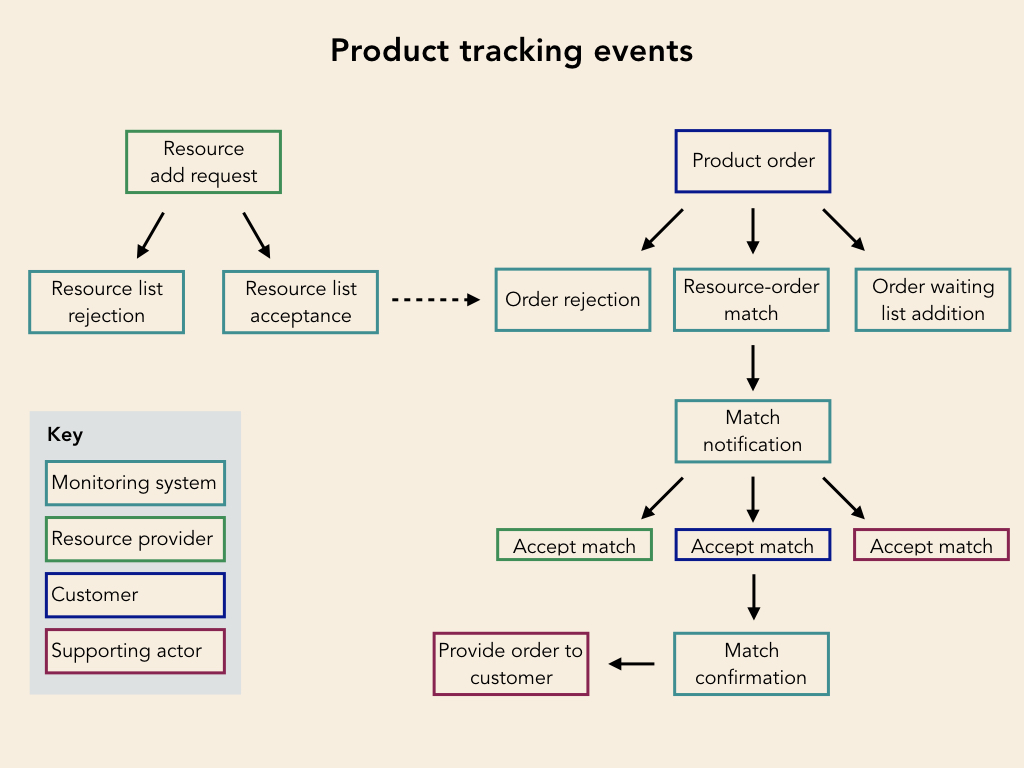 Product tracking events
Resource
add request
Product order
Resource list
rejection
Resource list
acceptance
Order rejection
Resource-order
match
Order waiting
list addition
Match
notification
Key
Monitoring system
Resource provider
Customer
Supporting actor
Accept match
Accept match
Accept match
Provide order to
customer
Match
confirmation